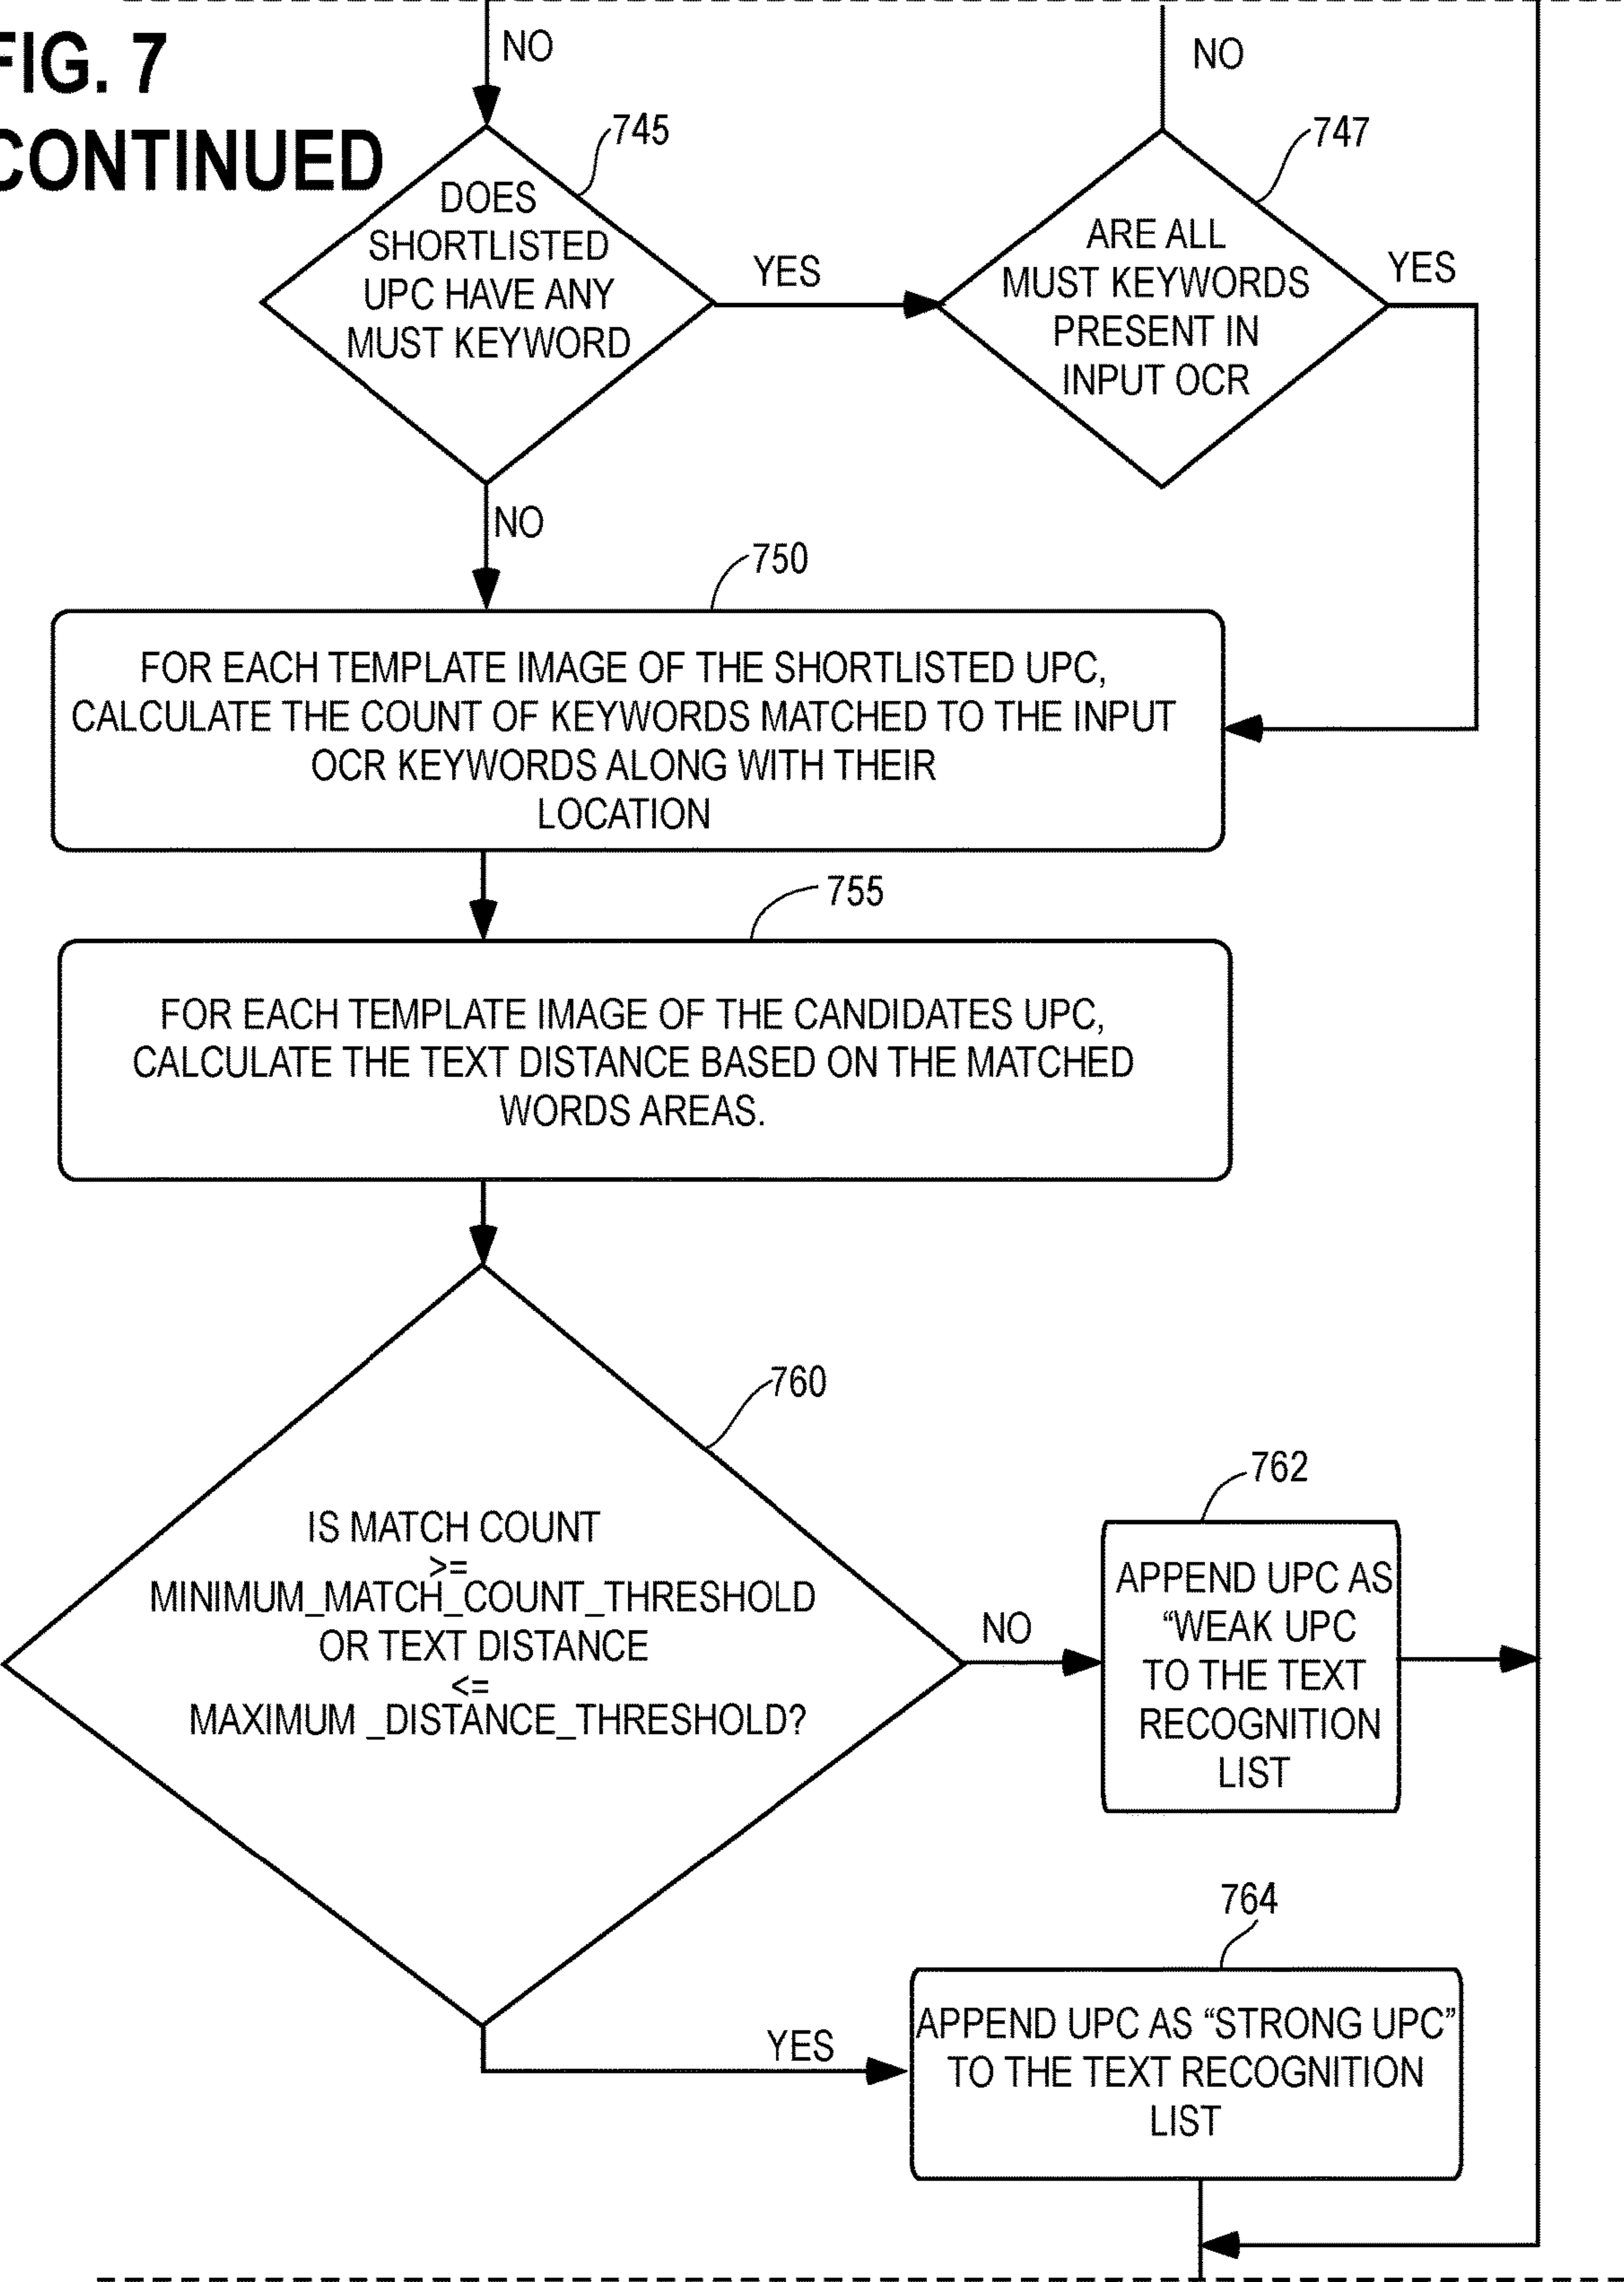 FIG. 7
CONTINUED
NO
NO
745
747
DOES
SHORTLISTED
UPC HAVE ANY
MUST KEYWORD
YES
ARE ALL
MUST KEYWORDS
PRESENT IN
INPUT OCR
YES
NO
750
FOR EACH TEMPLATE IMAGE OF THE SHORTLISTED UPC,
CALCULATE THE COUNT OF KEYWORDS MATCHED TO THE INPUT
OCR KEYWORDS ALONG WITH THEIR
LOCATION
755
FOR EACH TEMPLATE IMAGE OF THE CANDIDATES UPC,
CALCULATE THE TEXT DISTANCE BASED ON THE MATCHED
WORDS AREAS.
760
IS MATCH COUNT
>=
MINIMUM_MATCH_COUNT_THRESHOLD
OR TEXT DISTANCE
<=
MAXIMUM _DISTANCE_THRESHOLD?
NO
762
APPEND UPC AS
“WEAK UPC
TO THE TEXT
RECOGNITION
LIST
YES
764
APPEND UPC AS “STRONG UPC”
TO THE TEXT RECOGNITION
LIST